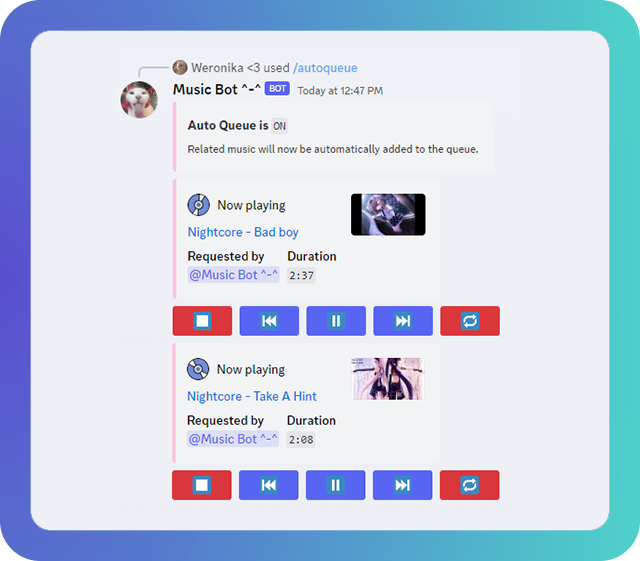 Weronika <3 used /autoqueue
Music Bot ^-^ BOT Today at 12:47 PM
Auto Queue is ON
Related music will now be automatically added to the queue.
Now playing
Nightcore - Bad boy
Requested by Duration
@Music Bot ^-^ 2:37
Now playing
Nightcore - Take A Hint
Requested by Duration
@Music Bot ^-^ 2:08